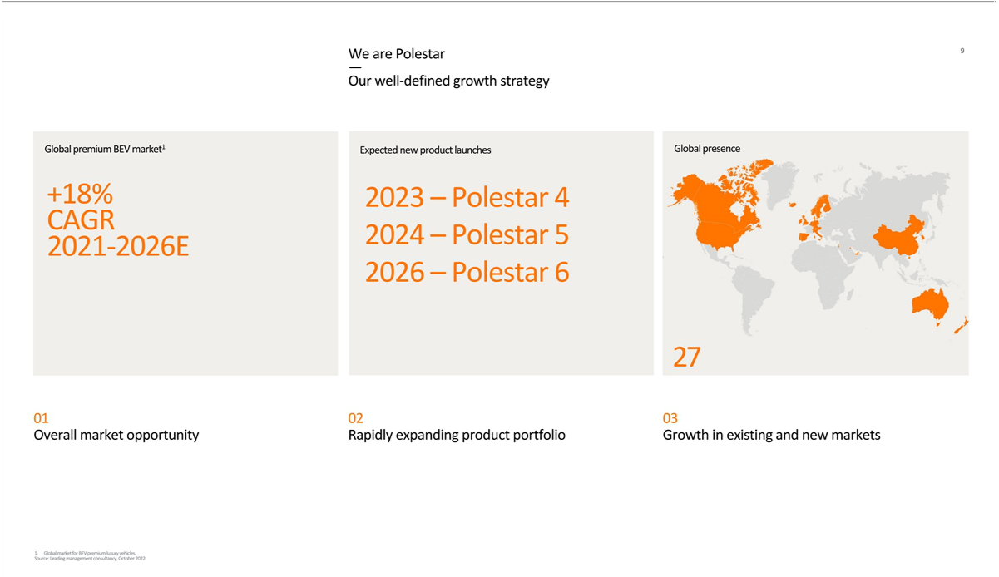 We are Polestar
—
Our well-defined growth strategy
9
Global premium BEV market¹
+18%
CAGR
2021-2026E
Expected new product launches
2023 – Polestar 4
2024 – Polestar 5
2026 – Polestar 6
Global presence
27
01
Overall market opportunity
02
Rapidly expanding product portfolio
03
Growth in existing and new markets
1. Global market for BEV premium luxury vehicles.
Source: Leading management consultancy, October 2022.